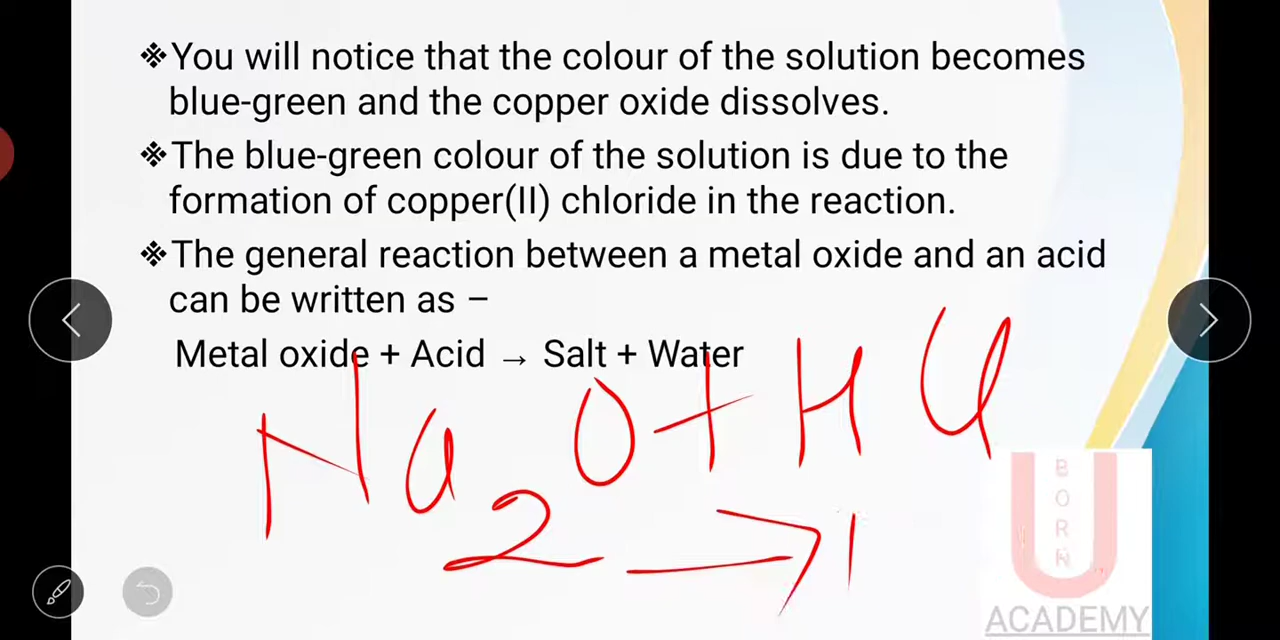 ❖You will notice that the colour of the solution becomes
blue-green and the copper oxide dissolves.
❖The blue-green colour of the solution is due to the
formation of copper(II) chloride in the reaction.
❖The general reaction between a metal oxide and an acid
can be written as –
Metal oxide + Acid → Salt + Water
Na₂O + HCl
→
U
BORN
ACADEMY